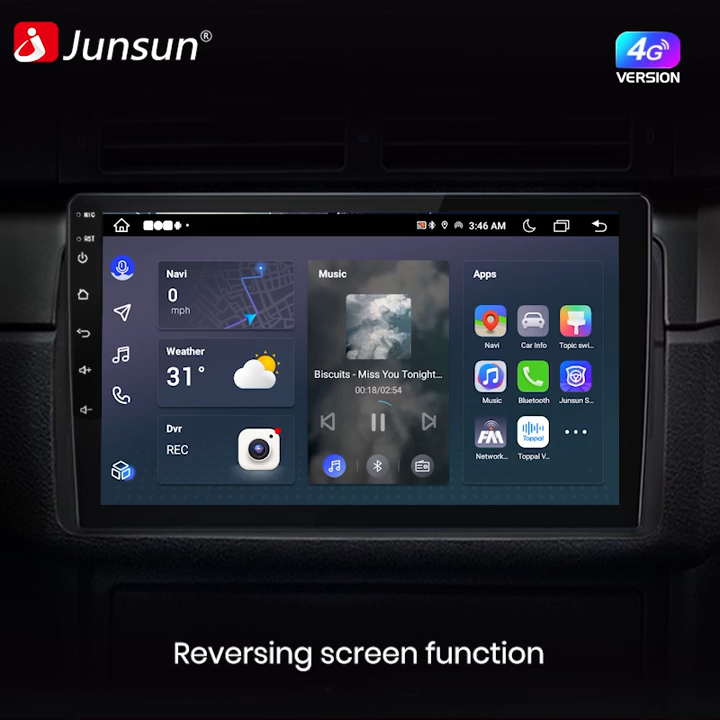 Junsun®
4G
VERSION
MIC
RST
3:46 AM
Navi
0
mph
Weather
31°
Dvr
REC
Music
Biscuits - Miss You Tonight...
00:18/02:54
Apps
Navi
Car Info
Topic swi...
Music
Bluetooth
Junsun S...
FM
Network...
Toppal
Toppal V...
Reversing screen function